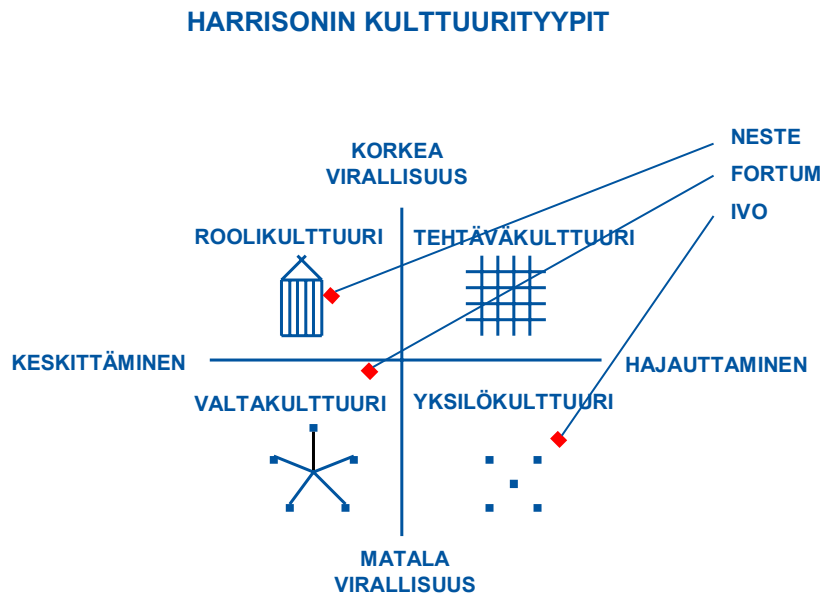 HARRISONIN KULTTUURITYYPIT
NESTE
KORKEA
VIRALLISUUS
FORTUM
IVO
ROOLIKULTTUURI
TEHTÄVÄKULTTUURI
KESKITTÄMINEN
HAJAUTTAMINEN
VALTAKULTTUURI
YKSILÖKULTTUURI
MATALA
VIRALLISUUS